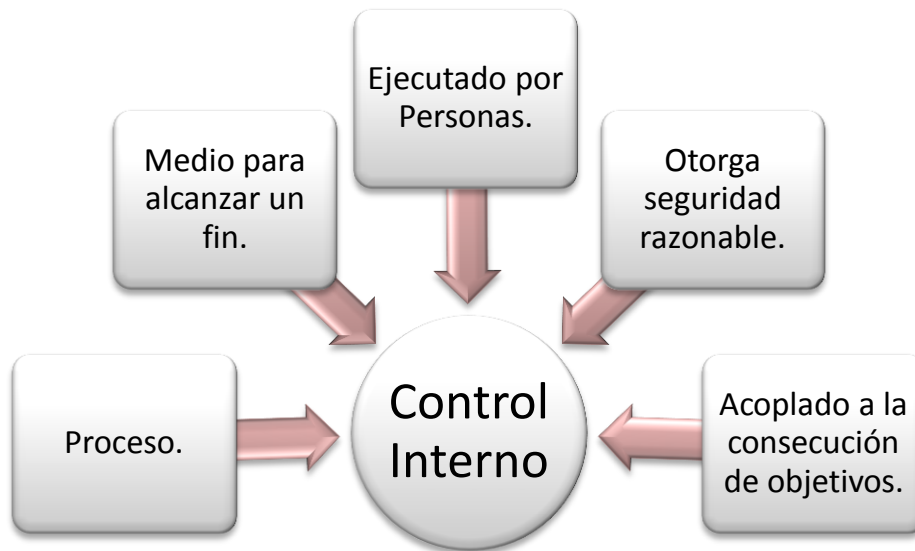 Ejecutado por
Personas.
Medio para
alcanzar un
fin.
Otorga
seguridad
razonable.
Proceso.
Control
Interno
Acoplado a la
consecución
de objetivos.